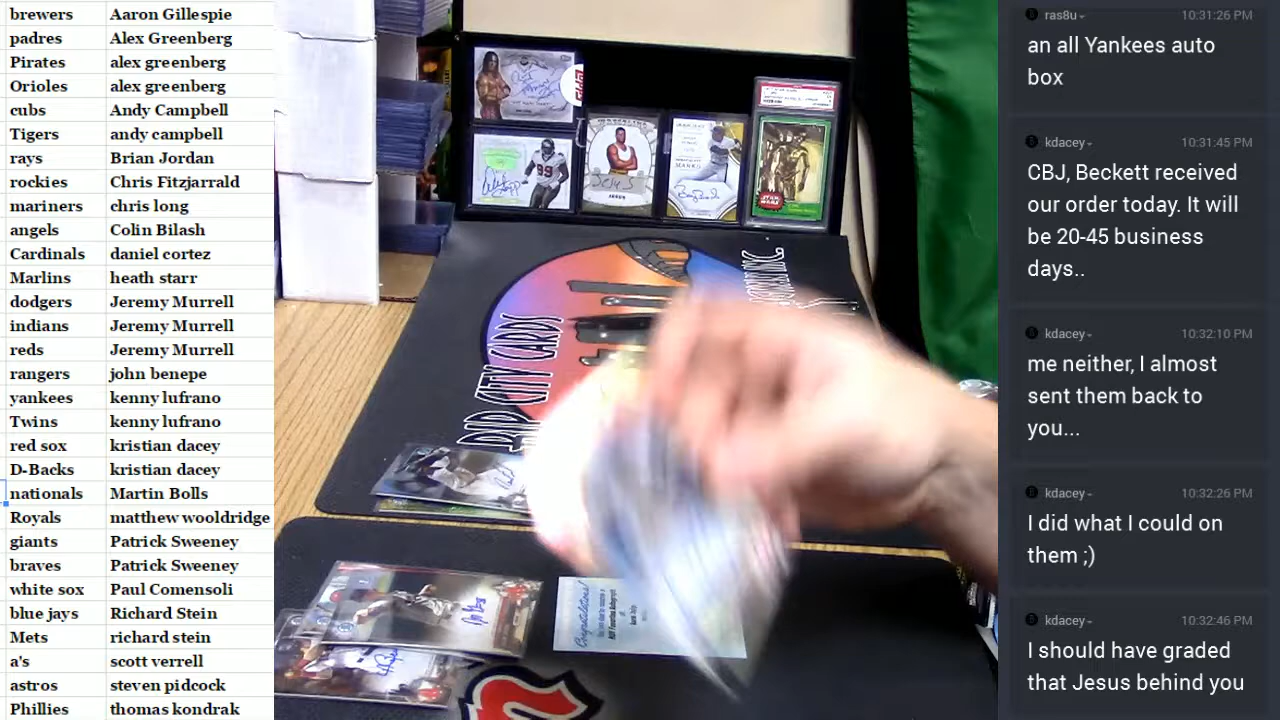 brewers Aaron Gillespie
padres Alex Greenberg
Pirates alex greenberg
Orioles alex greenberg
cubs Andy Campbell
Tigers andy campbell
rays Brian Jordan
rockies Chris Fitzjarrald
mariners chris long
angels Colin Bilash
Cardinals daniel cortez
Marlins heath starr
dodgers Jeremy Murrell
indians Jeremy Murrell
reds Jeremy Murrell
rangers john benepe
yankees kenny lufrano
Twins kenny lufrano
red sox kristian dacey
D-Backs kristian dacey
nationals Martin Bolls
Royals matthew wooldridge
giants Patrick Sweeney
braves Patrick Sweeney
white sox Paul Comensoli
blue jays Richard Stein
Mets richard stein
a's scott verrell
astros steven pidcock
Phillies thomas kondrak
RIP CITY CARDS
Congratulations!
STAR WARS
99
ras8u 10:31:26 PM
an all Yankees auto
box
kdacey 10:31:45 PM
CBJ, Beckett received
our order today. It will
be 20-45 business
days..
kdacey 10:32:10 PM
me neither, I almost
sent them back to
you...
kdacey 10:32:26 PM
I did what I could on
them ;)
kdacey 10:32:46 PM
I should have graded
that Jesus behind you